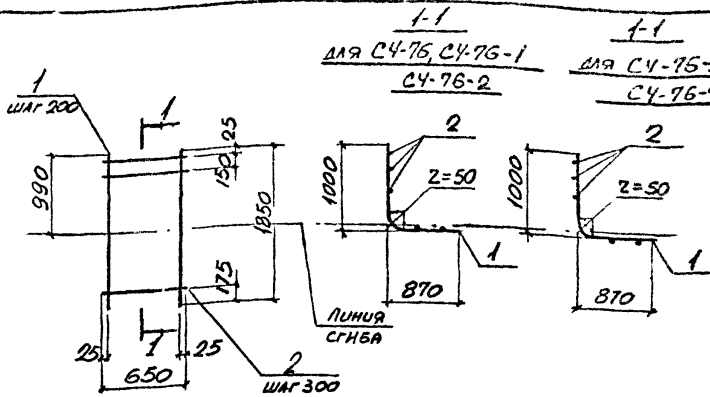 1-1
для СЧ-76, СЧ-76-1
СЧ-76-2
1-1
для СЧ-76-
СЧ-76-
1
шаг 200
1
25
150
990
1850
175
25
1
25
650
2
шаг 300
Линия
сгиба
2
1000
r=50
1
870
2
1000
r=50
1
870